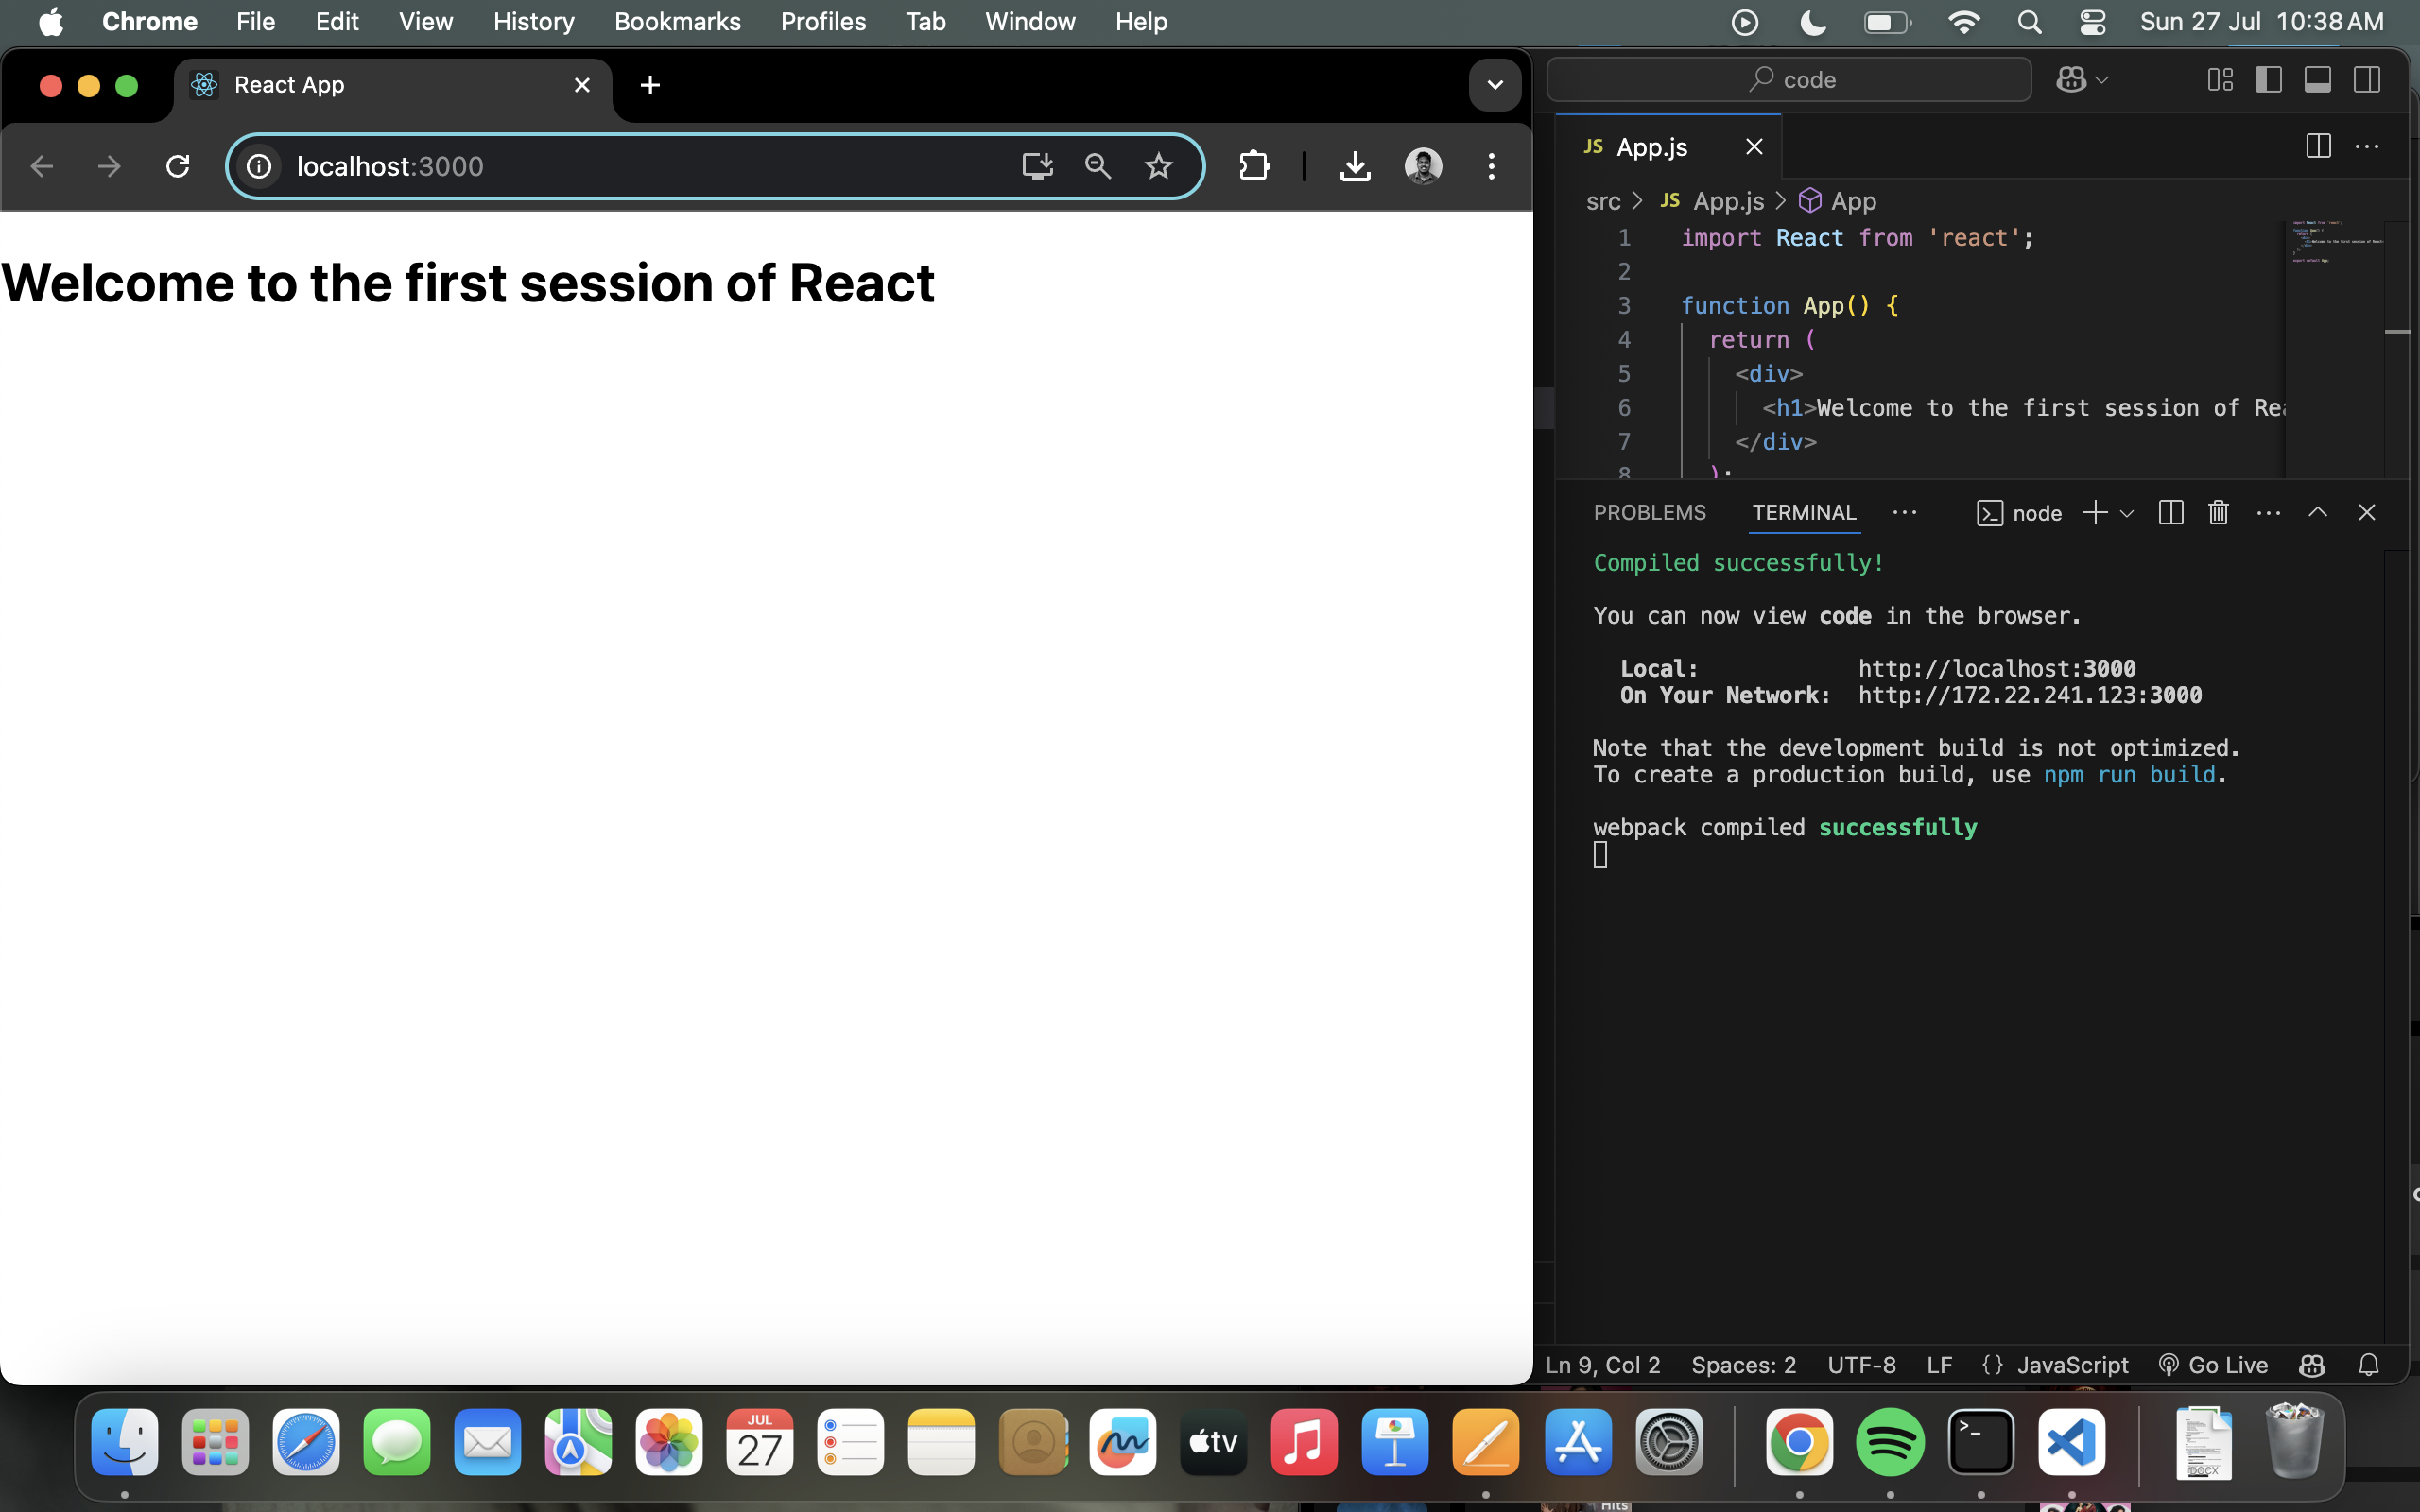 Chrome File Edit View History Bookmarks Profiles Tab Window Help Sun 27 Jul 10:38 AM
React App
localhost:3000
Welcome to the first session of React
code
JS App.js
src > JS App.js > App
1 import React from 'react';
2
3 function App() {
4 return (
5 <div>
6 <h1>Welcome to the first session of Rea
7 </div>
8 );
PROBLEMS TERMINAL ... node
Compiled successfully!
You can now view code in the browser.
Local: http://localhost:3000
On Your Network: http://172.22.241.123:3000
Note that the development build is not optimized.
To create a production build, use npm run build.
webpack compiled successfully
Ln 9, Col 2 Spaces: 2 UTF-8 LF {} JavaScript Go Live
JUL
27
tv
>_
DOCX
Hits